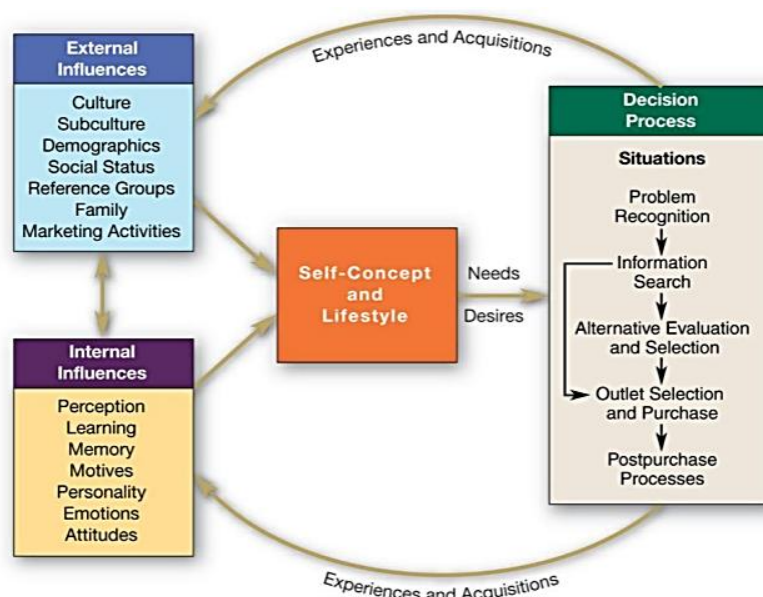 External
Influences
Culture
Subculture
Demographics
Social Status
Reference Groups
Family
Marketing Activities
Internal
Influences
Perception
Learning
Memory
Motives
Personality
Emotions
Attitudes
Experiences and Acquisitions
Self-Concept
and
Lifestyle
Needs
Desires
Decision
Process
Situations
Problem
Recognition
Information
Search
Alternative Evaluation
and Selection
Outlet Selection
and Purchase
Postpurchase
Processes
Experiences and Acquisitions